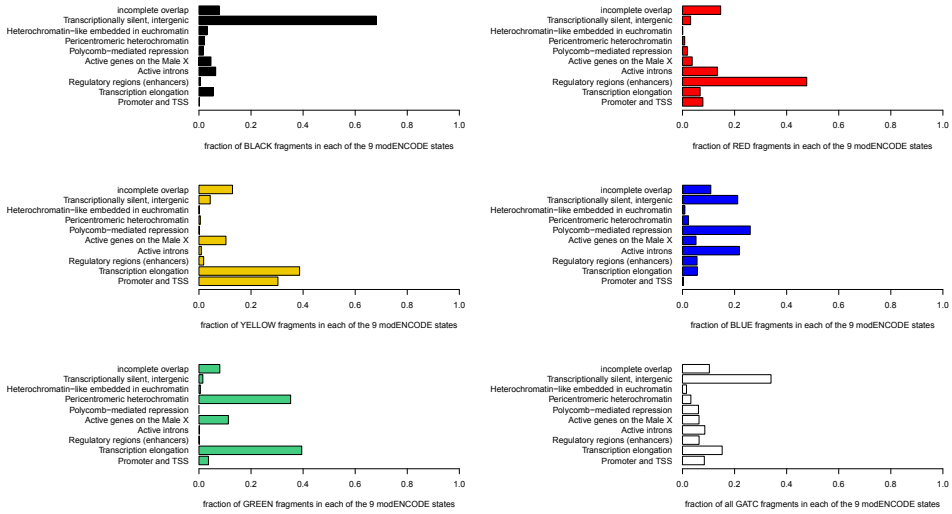 incomplete overlap
Transcriptionally silent, intergenic
Heterochromatin−like embedded in euchromatin
Pericentromeric heterochromatin
Polycomb−mediated repression
Active genes on the Male X
Active introns
Regulatory regions (enhancers)
Transcription elongation
Promoter and TSS
0.0 0.2 0.4 0.6 0.8 1.0
fraction of BLACK fragments in each of the 9 modENCODE states
incomplete overlap
Transcriptionally silent, intergenic
Heterochromatin−like embedded in euchromatin
Pericentromeric heterochromatin
Polycomb−mediated repression
Active genes on the Male X
Active introns
Regulatory regions (enhancers)
Transcription elongation
Promoter and TSS
0.0 0.2 0.4 0.6 0.8 1.0
fraction of RED fragments in each of the 9 modENCODE states
incomplete overlap
Transcriptionally silent, intergenic
Heterochromatin−like embedded in euchromatin
Pericentromeric heterochromatin
Polycomb−mediated repression
Active genes on the Male X
Active introns
Regulatory regions (enhancers)
Transcription elongation
Promoter and TSS
0.0 0.2 0.4 0.6 0.8 1.0
fraction of YELLOW fragments in each of the 9 modENCODE states
incomplete overlap
Transcriptionally silent, intergenic
Heterochromatin−like embedded in euchromatin
Pericentromeric heterochromatin
Polycomb−mediated repression
Active genes on the Male X
Active introns
Regulatory regions (enhancers)
Transcription elongation
Promoter and TSS
0.0 0.2 0.4 0.6 0.8 1.0
fraction of BLUE fragments in each of the 9 modENCODE states
incomplete overlap
Transcriptionally silent, intergenic
Heterochromatin−like embedded in euchromatin
Pericentromeric heterochromatin
Polycomb−mediated repression
Active genes on the Male X
Active introns
Regulatory regions (enhancers)
Transcription elongation
Promoter and TSS
0.0 0.2 0.4 0.6 0.8 1.0
fraction of GREEN fragments in each of the 9 modENCODE states
incomplete overlap
Transcriptionally silent, intergenic
Heterochromatin−like embedded in euchromatin
Pericentromeric heterochromatin
Polycomb−mediated repression
Active genes on the Male X
Active introns
Regulatory regions (enhancers)
Transcription elongation
Promoter and TSS
0.0 0.2 0.4 0.6 0.8 1.0
fraction of all GATC fragments in each of the 9 modENCODE states